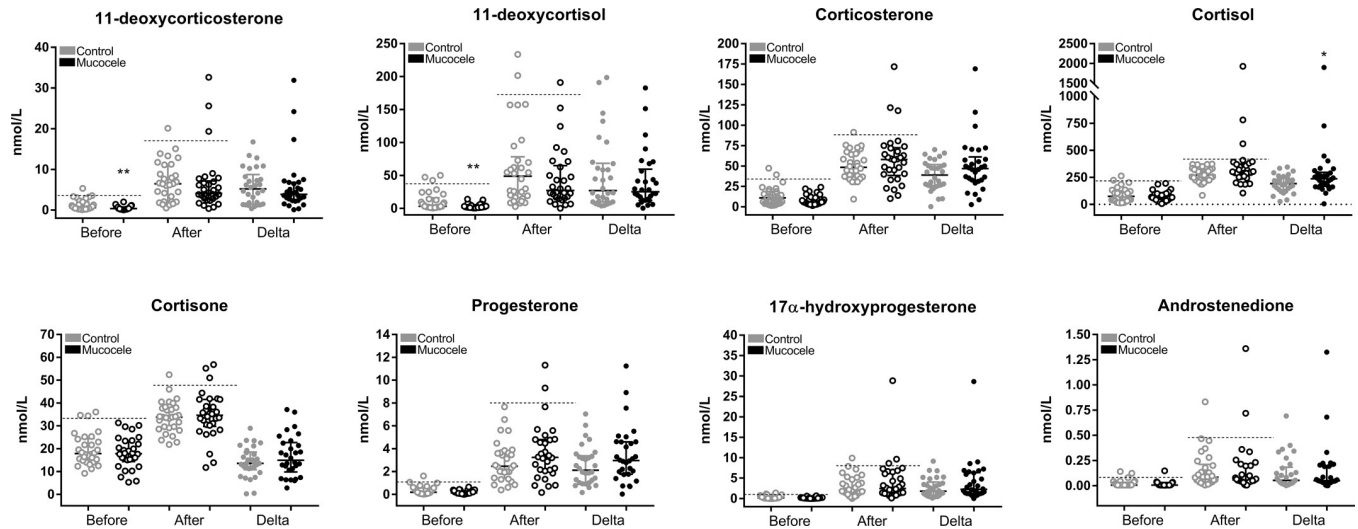 11-deoxycorticosterone
nmol/L
40
30
20
10
0
Control
Mucocele
**
Before After Delta
11-deoxycortisol
nmol/L
250
200
150
100
50
0
Control
Mucocele
**
Before After Delta
Corticosterone
nmol/L
200
175
150
125
100
75
50
25
0
Control
Mucocele
Before After Delta
Cortisol
nmol/L
2500
2000
1500
1000
750
500
250
0
Control
Mucocele
*
Before After Delta
Cortisone
nmol/L
70
60
50
40
30
20
10
0
Control
Mucocele
Before After Delta
Progesterone
nmol/L
14
12
10
8
6
4
2
0
Control
Mucocele
Before After Delta
17α-hydroxyprogesterone
nmol/L
40
35
30
25
20
15
10
5
0
Control
Mucocele
Before After Delta
Androstenedione
nmol/L
1.50
1.25
1.00
0.75
0.50
0.25
0.00
Control
Mucocele
Before After Delta